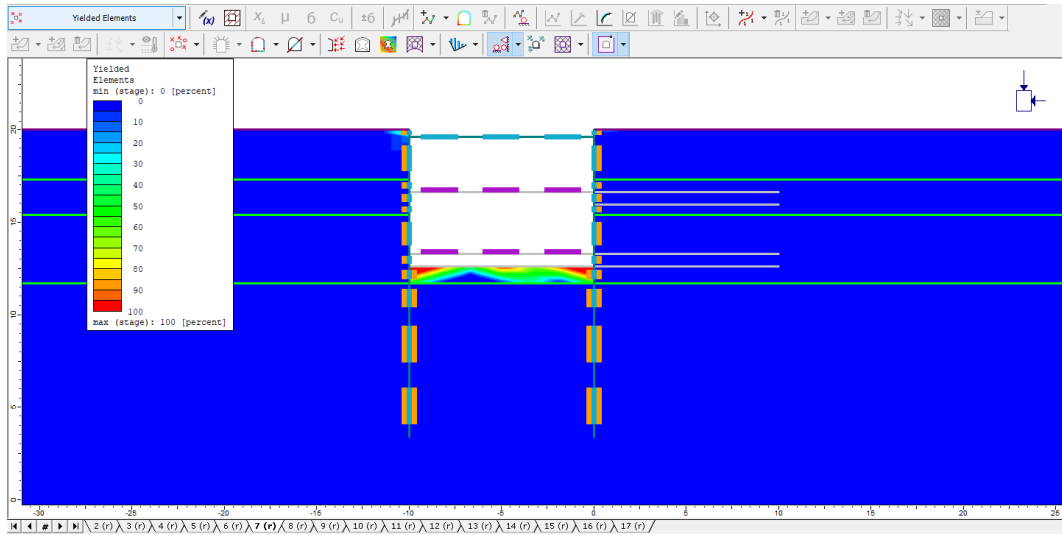 Yielded Elements
(x) X_L μ б C_u ±б
Yielded
Elements
min (stage): 0 [percent]
0
10
20
30
40
50
60
70
80
90
100
max (stage): 100 [percent]
20
15
10
5
0
-30 -25 -20 -15 -10 -5 0 5 10 15 20 25
# 2 (r) 3 (r) 4 (r) 5 (r) 6 (r) 7 (r) 8 (r) 9 (r) 10 (r) 11 (r) 12 (r) 13 (r) 14 (r) 15 (r) 16 (r) 17 (r)